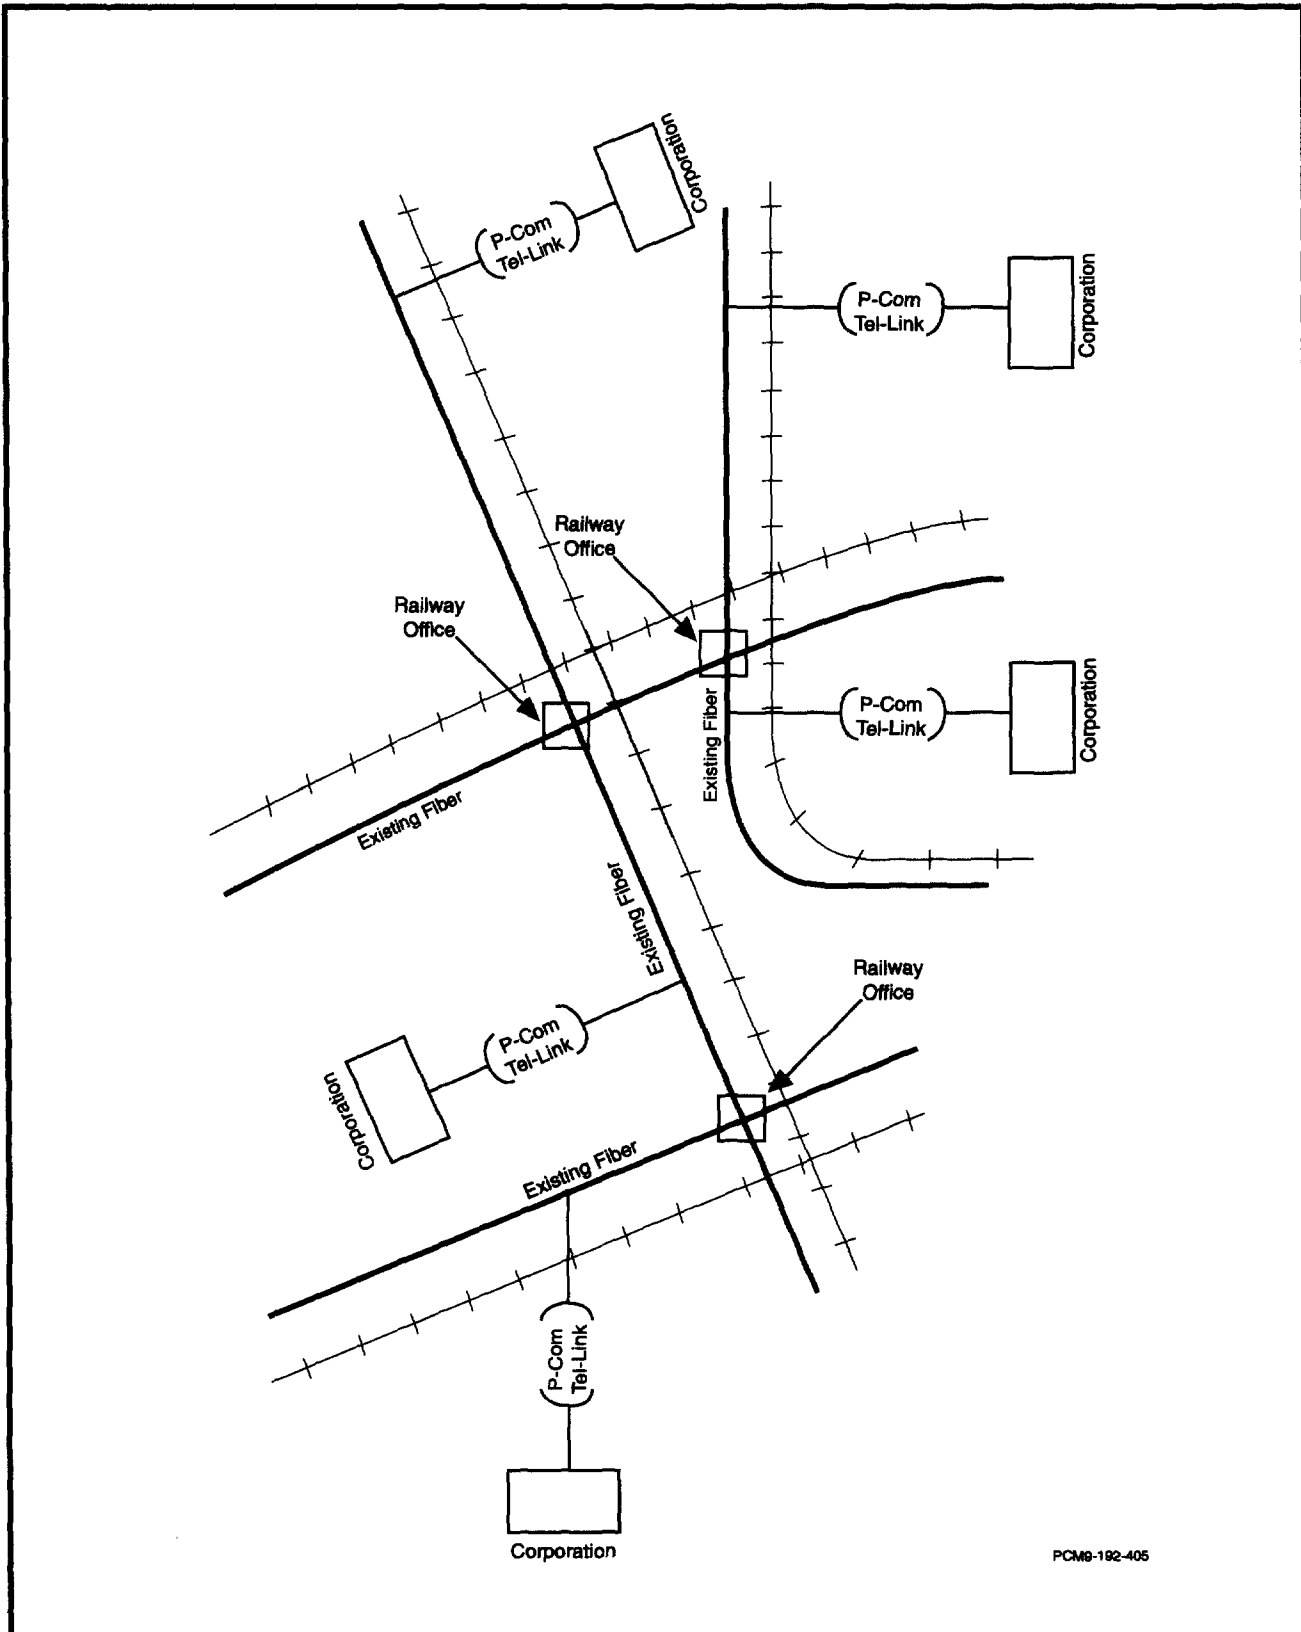 Corporation
P-Com
Tel-Link
P-Com
Tel-Link
Corporation
Railway
Office
Railway
Office
Existing Fiber
P-Com
Tel-Link
Corporation
Existing Fiber
Existing Fiber
Railway
Office
P-Com
Tel-Link
Corporation
Existing Fiber
P-Com
Tel-Link
Corporation
PCM9-192-405